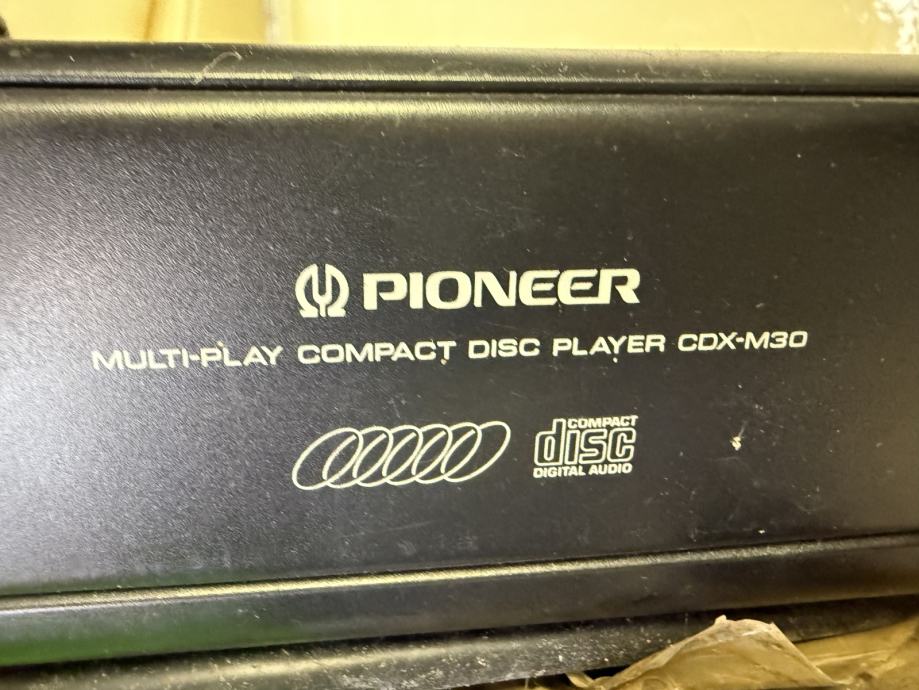 PIONEER
MULTI-PLAY COMPACT DISC PLAYER CDX-M30
COMPACT
disc
DIGITAL AUDIO